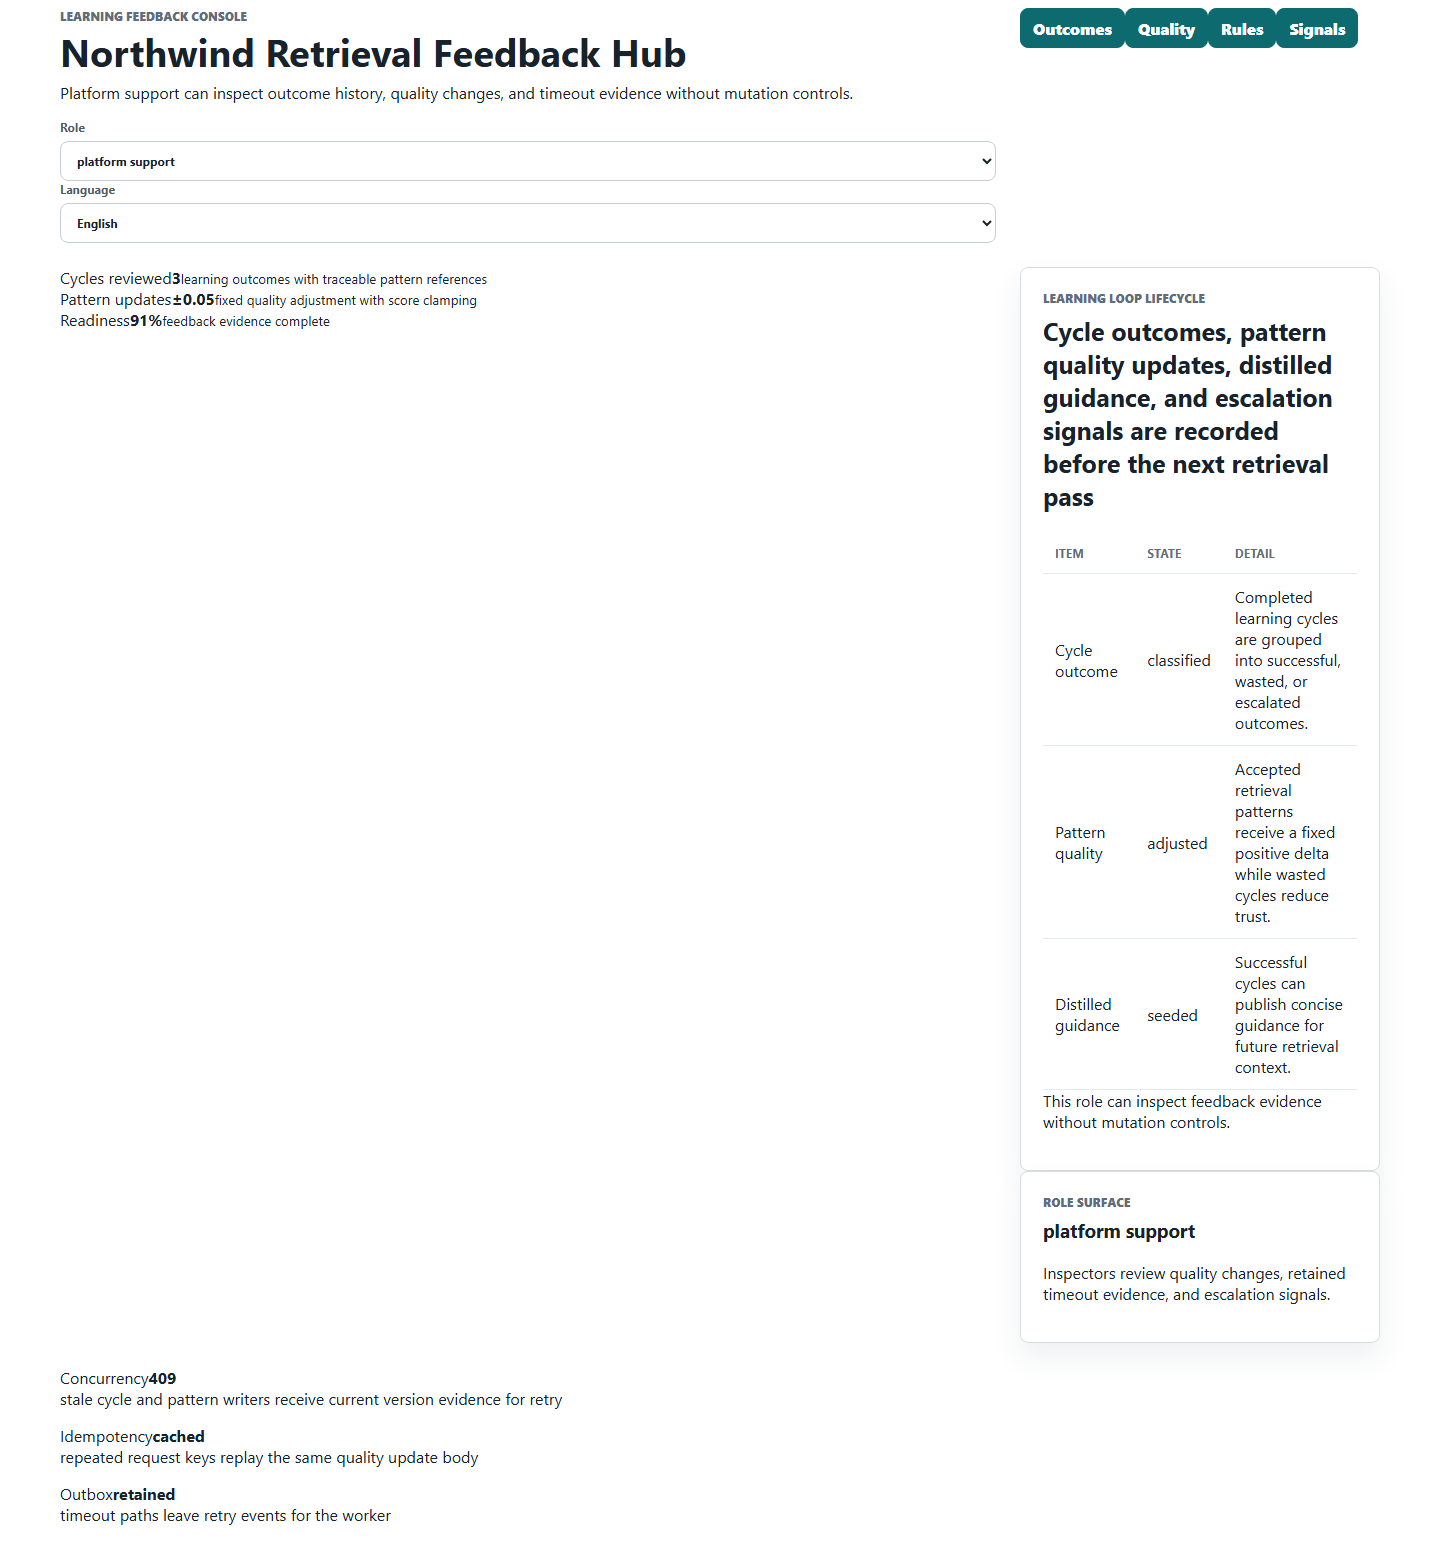 LEARNING FEEDBACK CONSOLE
Northwind Retrieval Feedback Hub
Platform support can inspect outcome history, quality changes, and timeout evidence without mutation controls.
Role
platform support
Language
English
Outcomes Quality Rules Signals
Cycles reviewed3learning outcomes with traceable pattern references
Pattern updates±0.05fixed quality adjustment with score clamping
Readiness91%feedback evidence complete
LEARNING LOOP LIFECYCLE
Cycle outcomes, pattern
quality updates, distilled
guidance, and escalation
signals are recorded
before the next retrieval
pass
ITEM STATE DETAIL
Cycle
outcome
classified
Completed
learning cycles
are grouped
into successful,
wasted, or
escalated
outcomes.
Pattern
quality
adjusted
Accepted
retrieval
patterns
receive a fixed
positive delta
while wasted
cycles reduce
trust.
Distilled
guidance
seeded
Successful
cycles can
publish concise
guidance for
future retrieval
context.
This role can inspect feedback evidence
without mutation controls.
ROLE SURFACE
platform support
Inspectors review quality changes, retained
timeout evidence, and escalation signals.
Concurrency409
stale cycle and pattern writers receive current version evidence for retry
Idempotencycached
repeated request keys replay the same quality update body
Outboxretained
timeout paths leave retry events for the worker